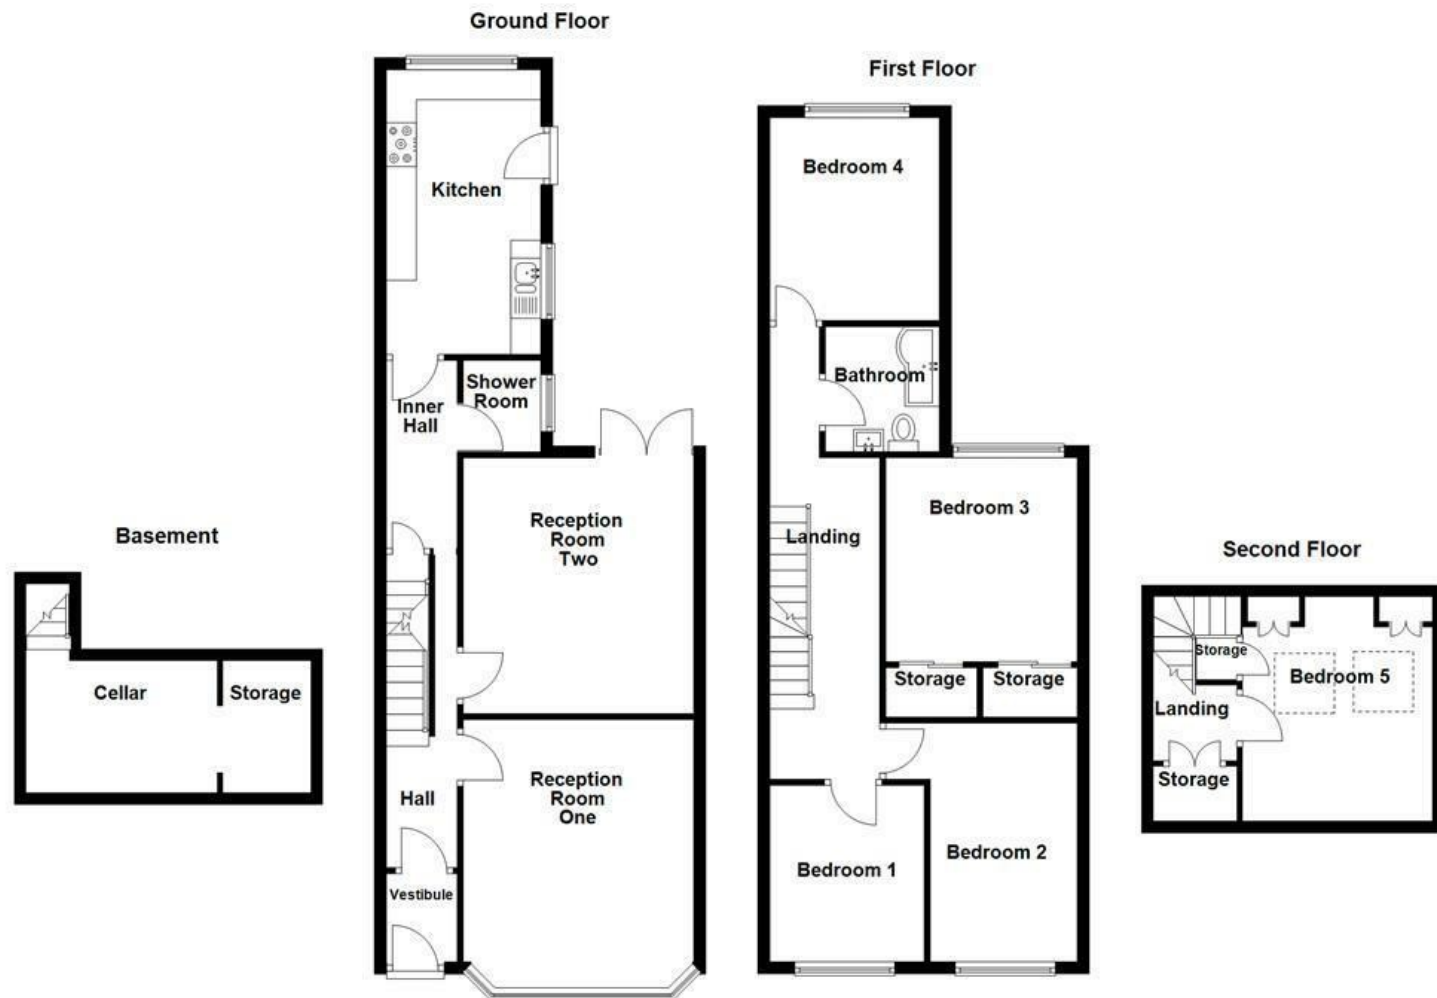 Ground Floor
Kitchen
Shower
Room
Inner
Hall
Reception
Room
Two
Reception
Room
One
Hall
Vestibule
Basement
Cellar
Storage
First Floor
Bedroom 4
Bathroom
Bedroom 3
Landing
Storage
Storage
Bedroom 2
Bedroom 1
Second Floor
Storage
Bedroom 5
Landing
Storage